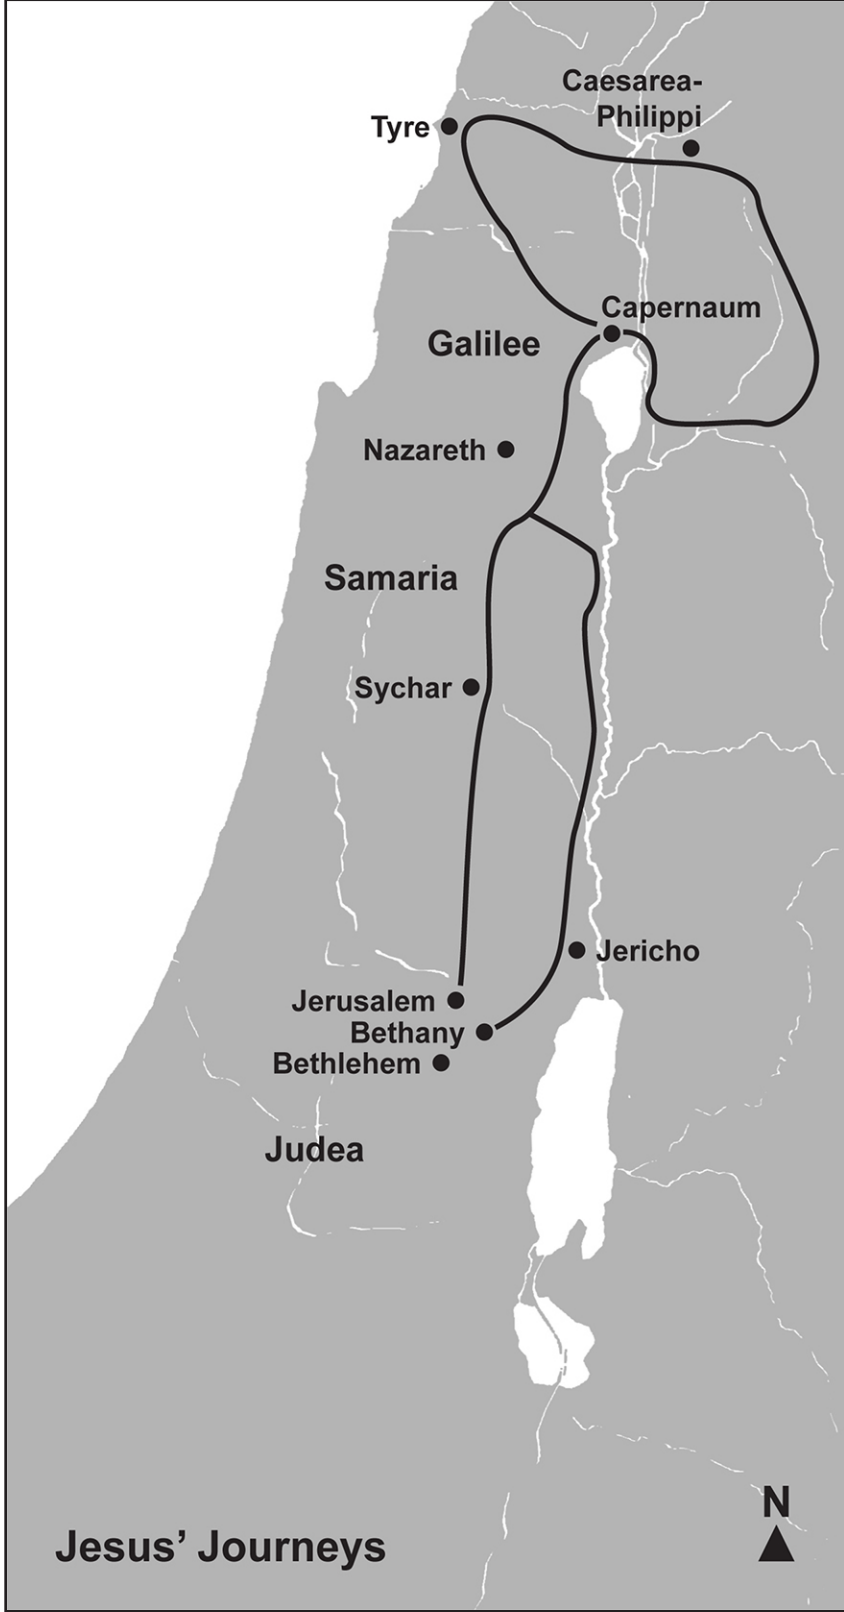 Caesarea-
Philippi
Tyre
Capernaum
Galilee
Nazareth
Samaria
Sychar
Jericho
Jerusalem
Bethany
Bethlehem
Judea
N
Jesus’ Journeys